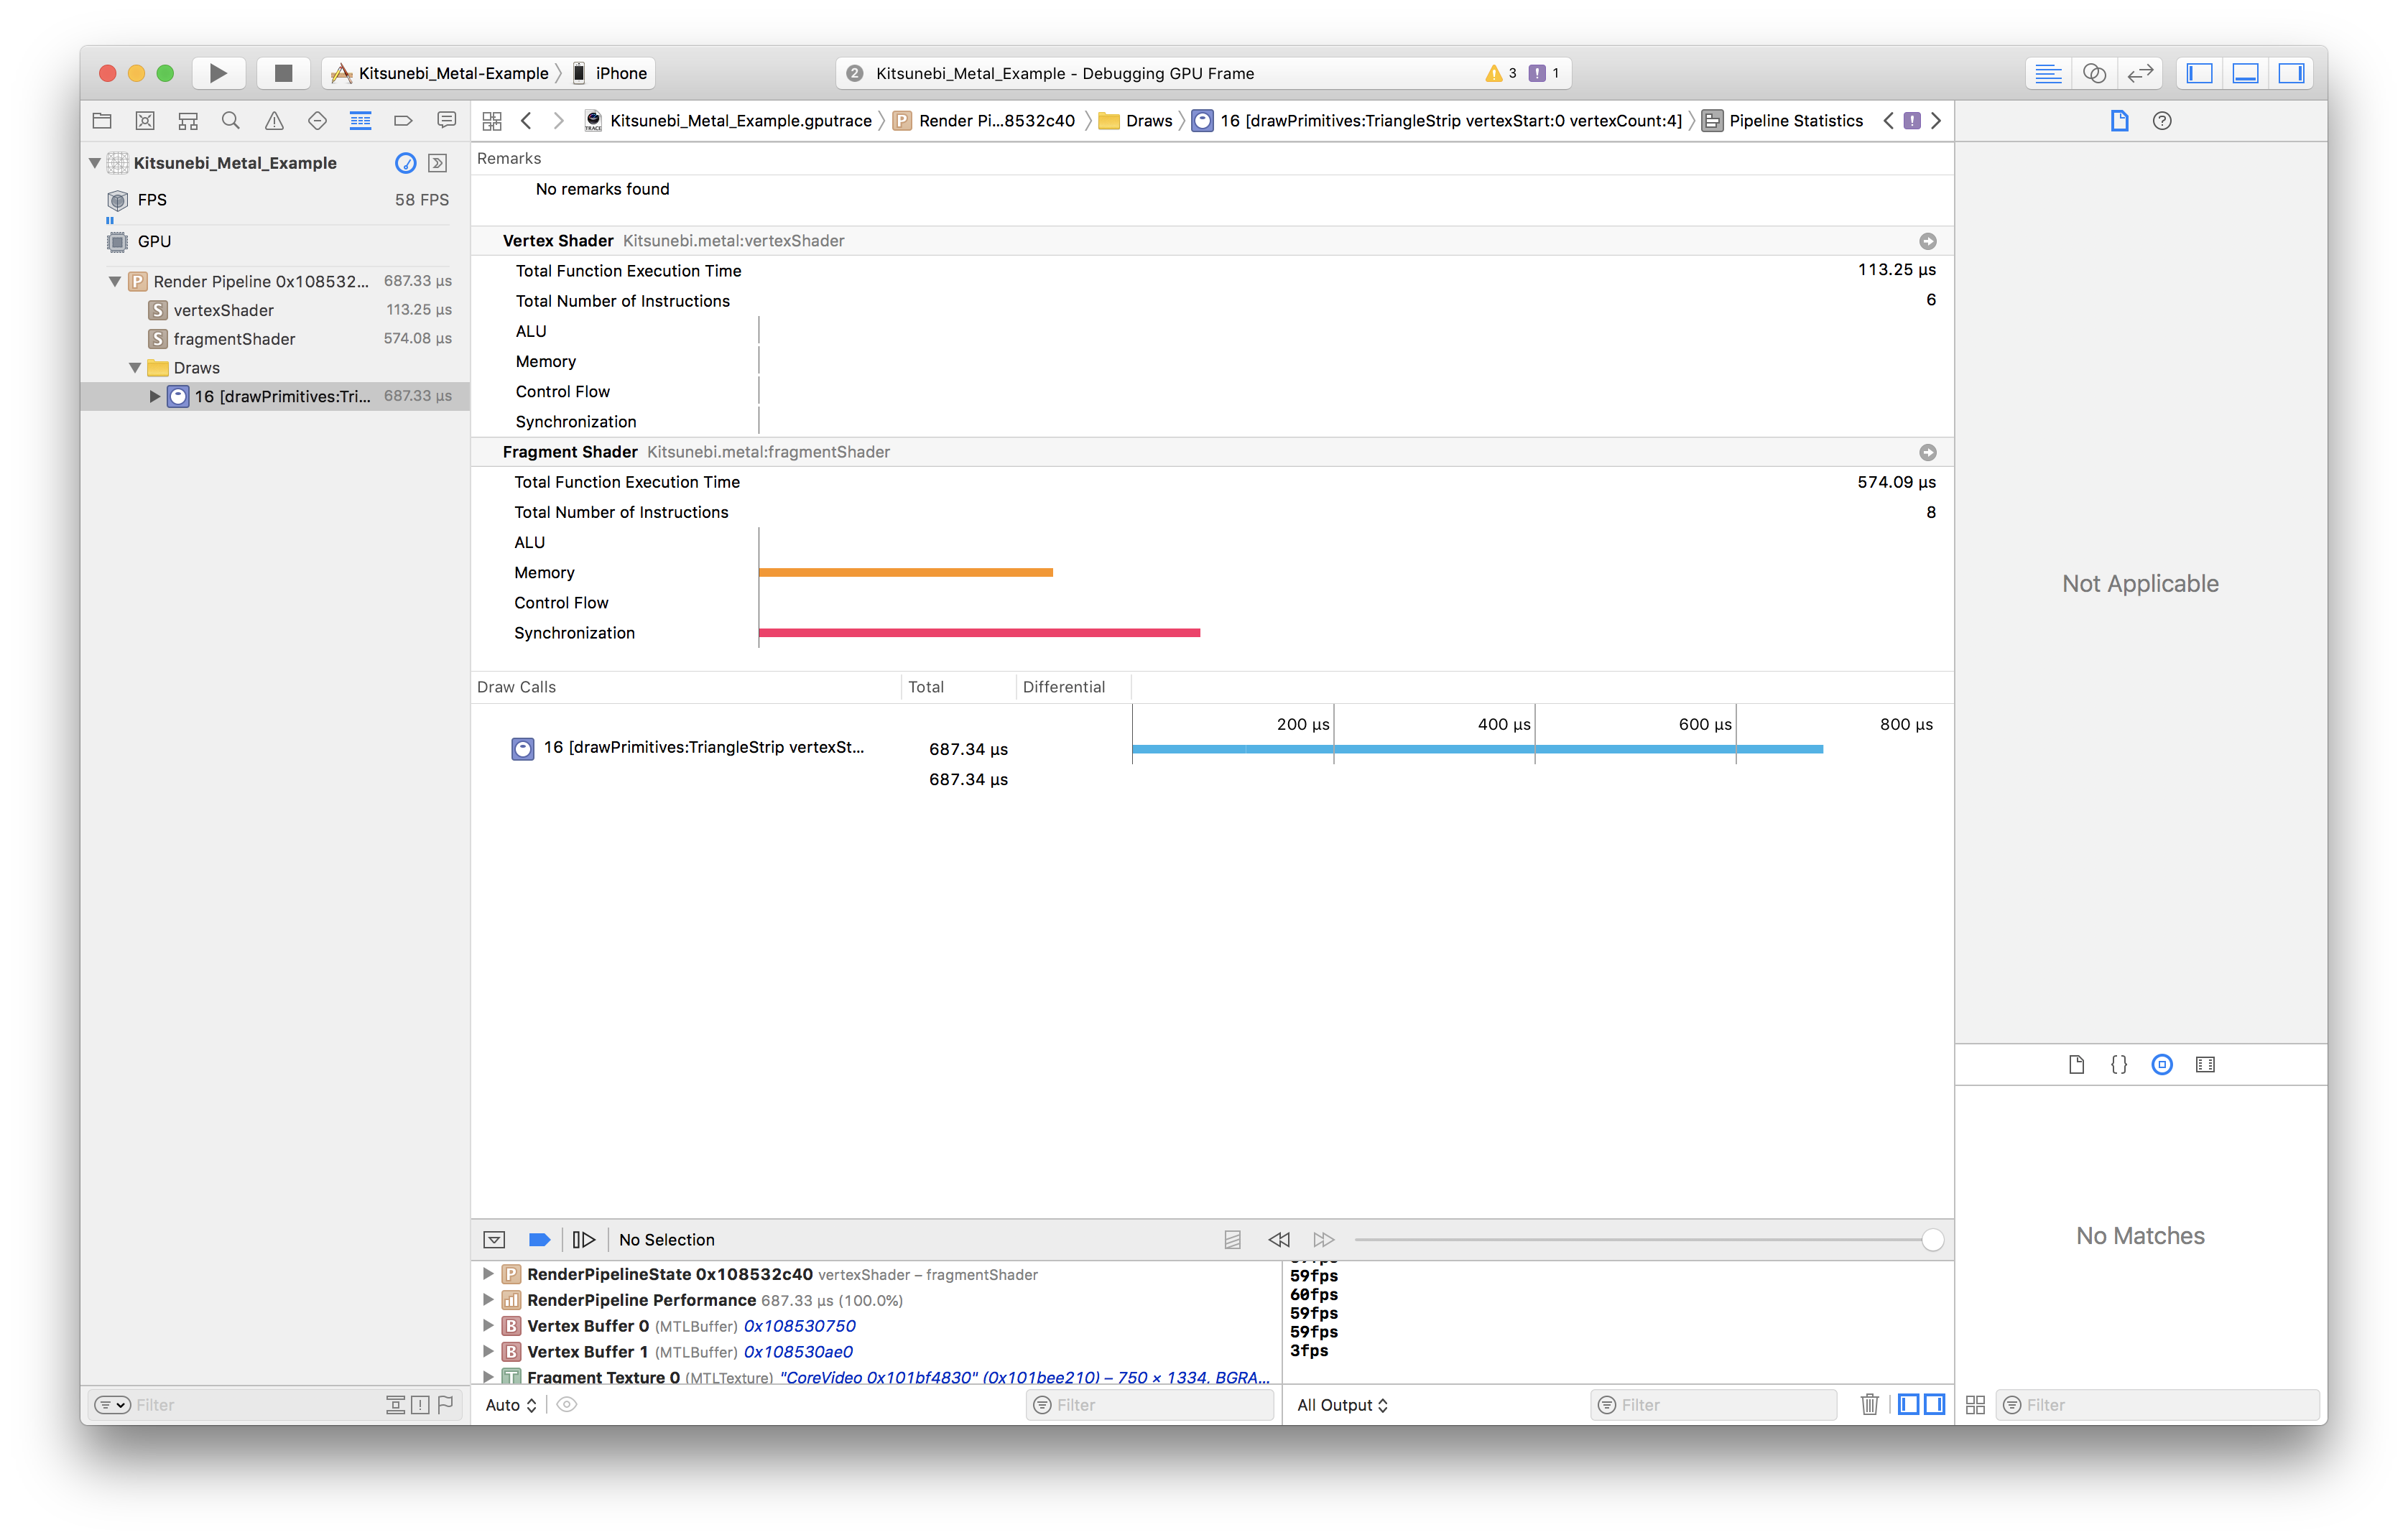 Kitsunebi_Metal-Example 〉 iPhone
2 Kitsunebi_Metal_Example - Debugging GPU Frame
3
1
Kitsunebi_Metal_Example.gputrace 〉 P Render Pi...8532c40 〉 Draws 〉 16 [drawPrimitives:TriangleStrip vertexStart:0 vertexCount:4] 〉 Pipeline Statistics
Kitsunebi_Metal_Example
FPS 58 FPS
GPU
P Render Pipeline 0x108532... 687.33 µs
S vertexShader 113.25 µs
S fragmentShader 574.08 µs
Draws
16 [drawPrimitives:Tri... 687.33 µs
Filter
Remarks
No remarks found
Vertex Shader Kitsunebi.metal:vertexShader
Total Function Execution Time 113.25 µs
Total Number of Instructions 6
ALU
Memory
Control Flow
Synchronization
Fragment Shader Kitsunebi.metal:fragmentShader
Total Function Execution Time 574.09 µs
Total Number of Instructions 8
ALU
Memory
Control Flow
Synchronization
Draw Calls Total Differential
200 µs 400 µs 600 µs 800 µs
16 [drawPrimitives:TriangleStrip vertexSt... 687.34 µs
687.34 µs
No Selection
P RenderPipelineState 0x108532c40 vertexShader – fragmentShader
RenderPipeline Performance 687.33 µs (100.0%)
B Vertex Buffer 0 (MTLBuffer) 0x108530750
B Vertex Buffer 1 (MTLBuffer) 0x108530ae0
T Fragment Texture 0 (MTLTexture) "CoreVideo 0x101bf4830" (0x101bee210) – 750 × 1334, BGRA...
Auto
Filter
59fps
60fps
59fps
59fps
3fps
All Output
Filter
Not Applicable
No Matches
Filter